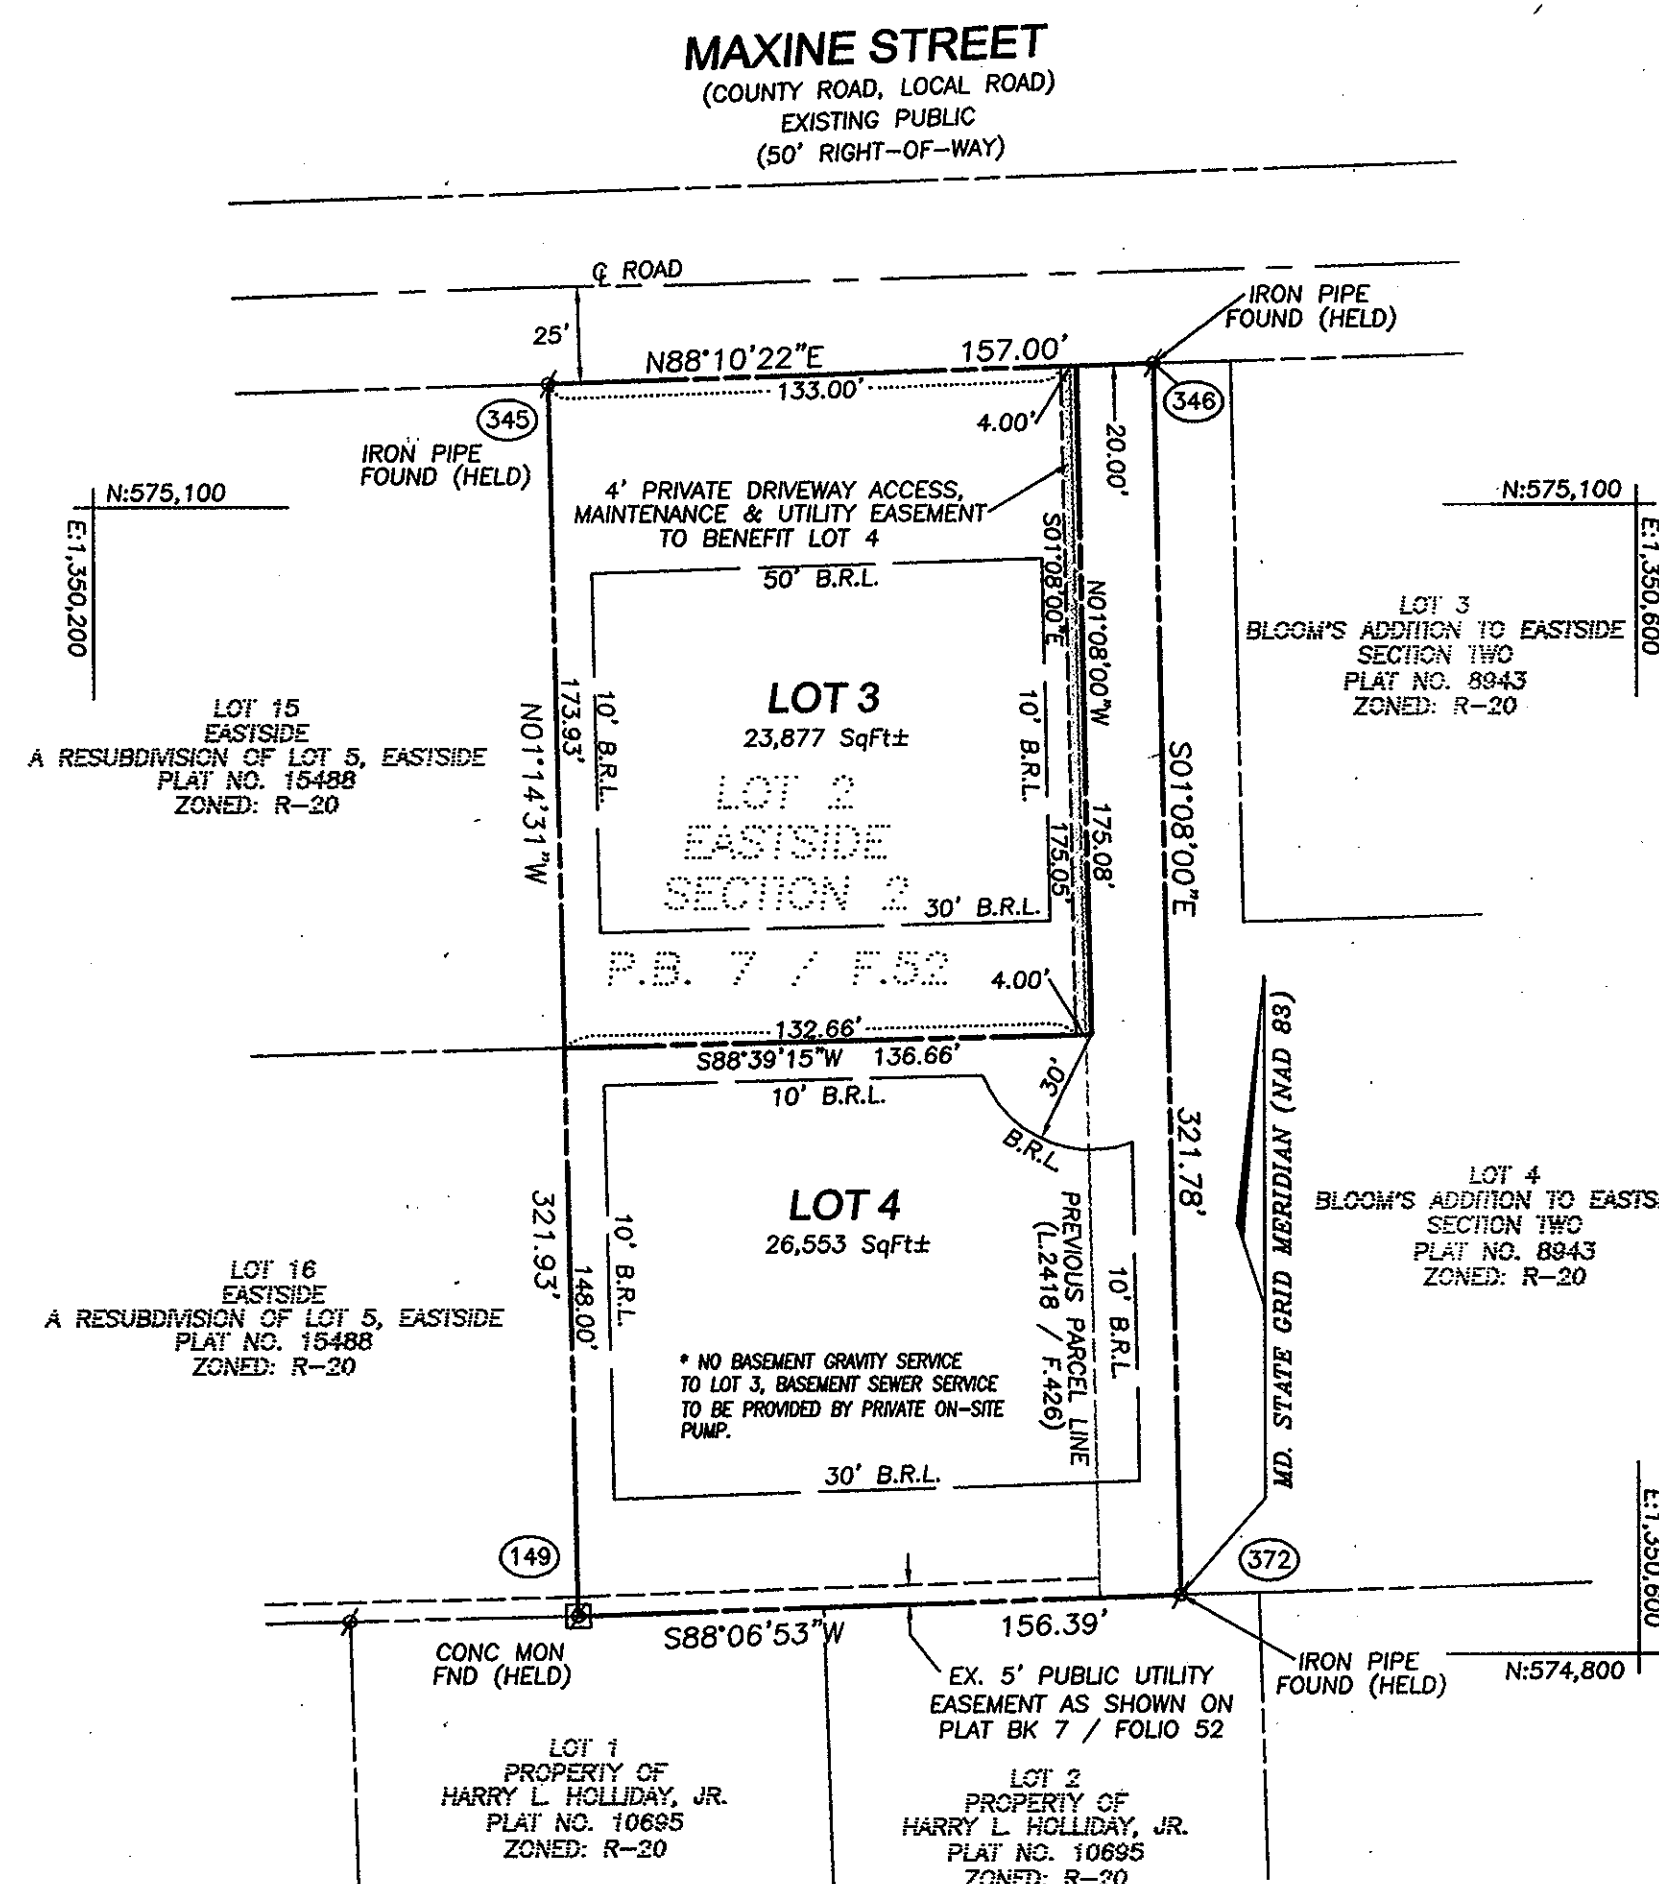 MAXINE STREET
(COUNTY ROAD, LOCAL ROAD)
EXISTING PUBLIC
(50' RIGHT-OF-WAY)
℄ ROAD
25'
IRON PIPE
FOUND (HELD)
N88°10'22"E
157.00'
133.00'
345
346
4.00'
20.00'
IRON PIPE
FOUND (HELD)
N:575,100
E:1,350,200
N:575,100
E:1,350,600
4' PRIVATE DRIVEWAY ACCESS,
MAINTENANCE & UTILITY EASEMENT
TO BENEFIT LOT 4
S01°08'00"E
175.05'
N01°08'00"W
175.08'
50' B.R.L.
LOT 3
BLOOM'S ADDITION TO EASTSIDE
SECTION TWO
PLAT NO. 8943
ZONED: R-20
LOT 15
EASTSIDE
A RESUBDIVISION OF LOT 5, EASTSIDE
PLAT NO. 15488
ZONED: R-20
N01°14'31"W
321.93'
173.93'
10' B.R.L.
LOT 3
23,877 SqFt±
10' B.R.L.
LOT 2
EASTSIDE
SECTION 2
P.B. 7 / F.52
30' B.R.L.
S01°08'00"E
321.78'
4.00'
132.66'
S88°39'15"W
136.66'
10' B.R.L.
30'
B.R.L.
MD. STATE GRID MERIDIAN (NAD 83)
LOT 4
26,553 SqFt±
10' B.R.L.
148.00'
PREVIOUS PARCEL LINE
(L.2418 / F.426)
10' B.R.L.
LOT 4
BLOOM'S ADDITION TO EASTS
SECTION TWO
PLAT NO. 8943
ZONED: R-20
LOT 16
EASTSIDE
A RESUBDIVISION OF LOT 5, EASTSIDE
PLAT NO. 15488
ZONED: R-20
* NO BASEMENT GRAVITY SERVICE
TO LOT 3, BASEMENT SEWER SERVICE
TO BE PROVIDED BY PRIVATE ON-SITE
PUMP.
30' B.R.L.
149
372
E:1,350,600
N:574,800
S88°06'53"W
156.39'
CONC MON
FND (HELD)
EX. 5' PUBLIC UTILITY
EASEMENT AS SHOWN ON
PLAT BK 7 / FOLIO 52
IRON PIPE
FOUND (HELD)
LOT 1
PROPERTY OF
HARRY L. HOLLIDAY, JR.
PLAT NO. 10695
ZONED: R-20
LOT 2
PROPERTY OF
HARRY L. HOLLIDAY, JR.
PLAT NO. 10695
ZONED: R-20